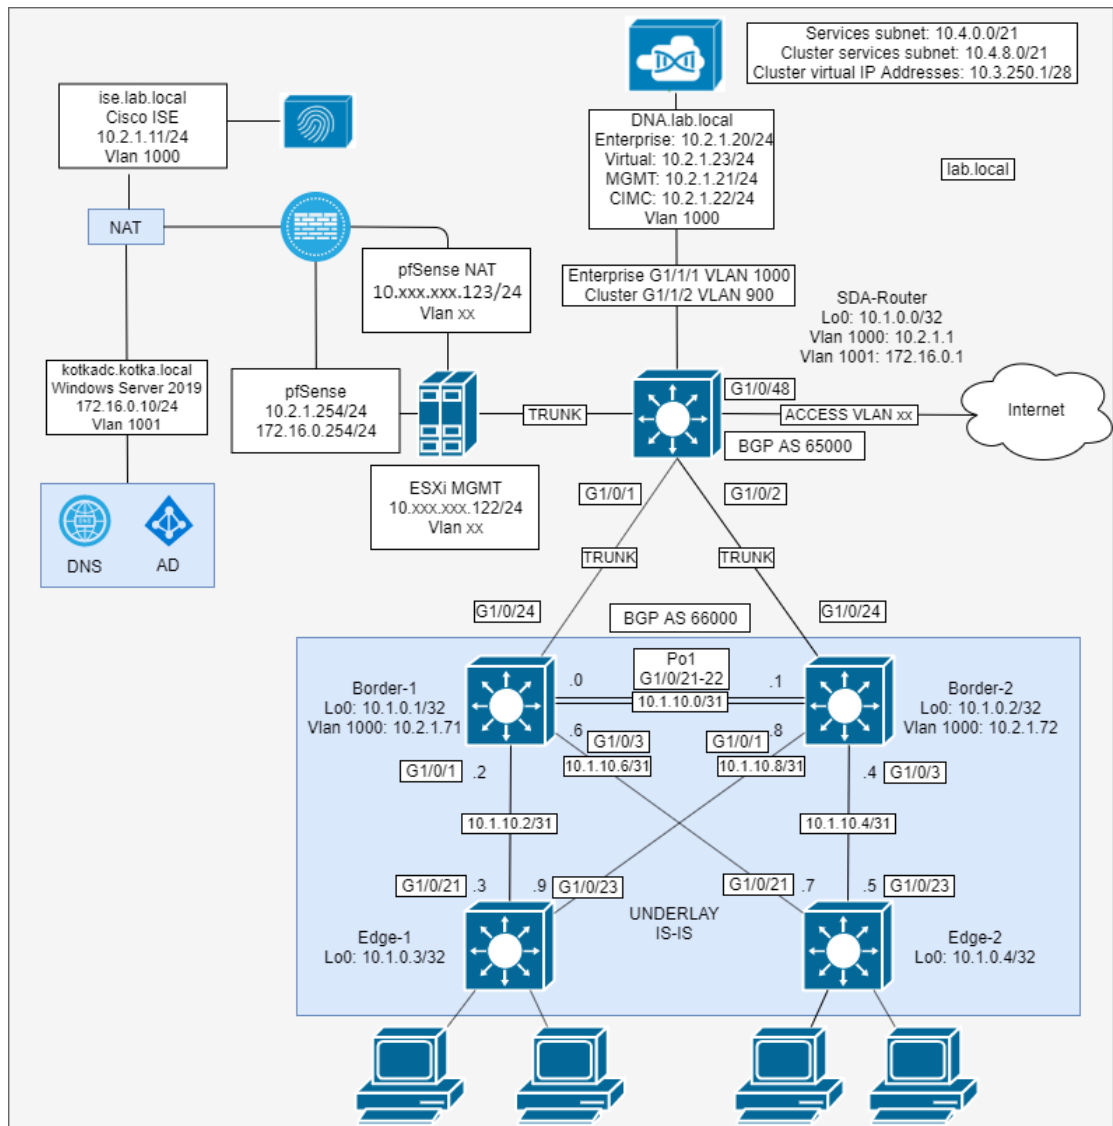 Services subnet: 10.4.0.0/21
Cluster services subnet: 10.4.8.0/21
Cluster virtual IP Addresses: 10.3.250.1/28
ise.lab.local
Cisco ISE
10.2.1.11/24
Vlan 1000
DNA.lab.local
Enterprise: 10.2.1.20/24
Virtual: 10.2.1.23/24
MGMT: 10.2.1.21/24
CIMC: 10.2.1.22/24
Vlan 1000
lab.local
NAT
pfSense NAT
10.xxx.xxx.123/24
Vlan xx
Enterprise G1/1/1 VLAN 1000
Cluster G1/1/2 VLAN 900
SDA-Router
Lo0: 10.1.0.0/32
Vlan 1000: 10.2.1.1
Vlan 1001: 172.16.0.1
kotkadc.kotka.local
Windows Server 2019
172.16.0.10/24
Vlan 1001
pfSense
10.2.1.254/24
172.16.0.254/24
TRUNK
G1/0/48
ACCESS VLAN xx
Internet
BGP AS 65000
ESXi MGMT
10.xxx.xxx.122/24
Vlan xx
G1/0/1
G1/0/2
DNS
AD
TRUNK
TRUNK
G1/0/24
BGP AS 66000
G1/0/24
Border-1
Lo0: 10.1.0.1/32
Vlan 1000: 10.2.1.71
.0
Po1
G1/0/21-22
10.1.10.0/31
.1
Border-2
Lo0: 10.1.0.2/32
Vlan 1000: 10.2.1.72
.6
G1/0/3
10.1.10.6/31
G1/0/1
.8
10.1.10.8/31
G1/0/1
.2
.4
G1/0/3
10.1.10.2/31
10.1.10.4/31
G1/0/21
.3
.9
G1/0/23
G1/0/21
.7
.5
G1/0/23
UNDERLAY
IS-IS
Edge-1
Lo0: 10.1.0.3/32
Edge-2
Lo0: 10.1.0.4/32